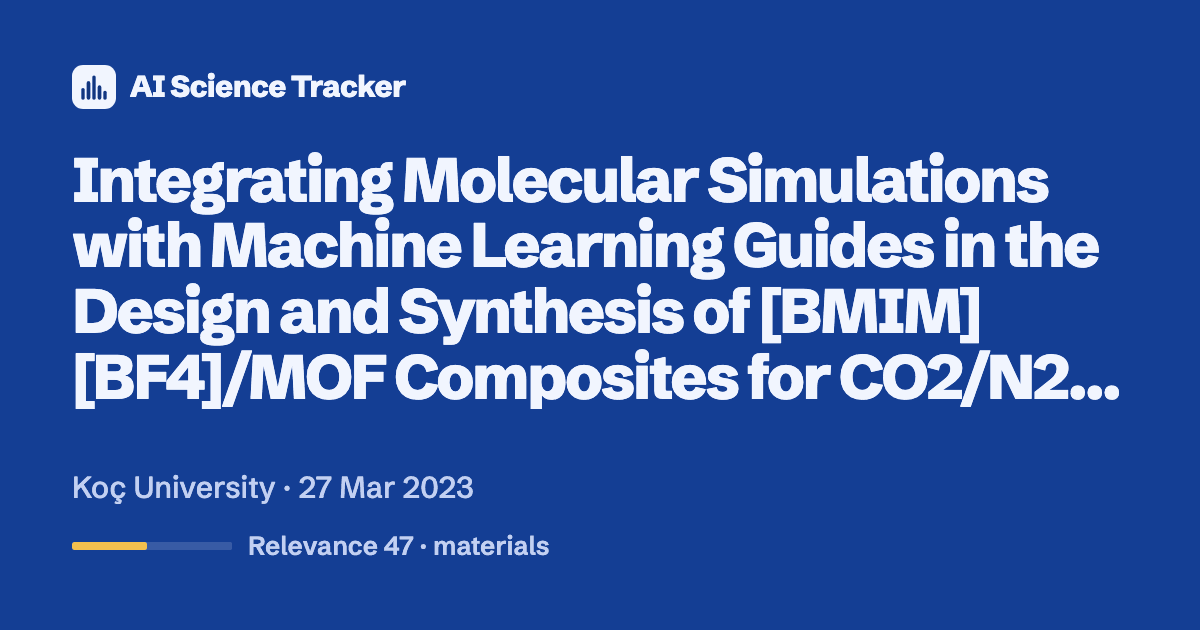 AI Science Tracker
Integrating Molecular Simulations
with Machine Learning Guides in the
Design and Synthesis of [BMIM]
[BF4]/MOF Composites for CO2/N2...
Koç University · 27 Mar 2023
Relevance 47 · materials